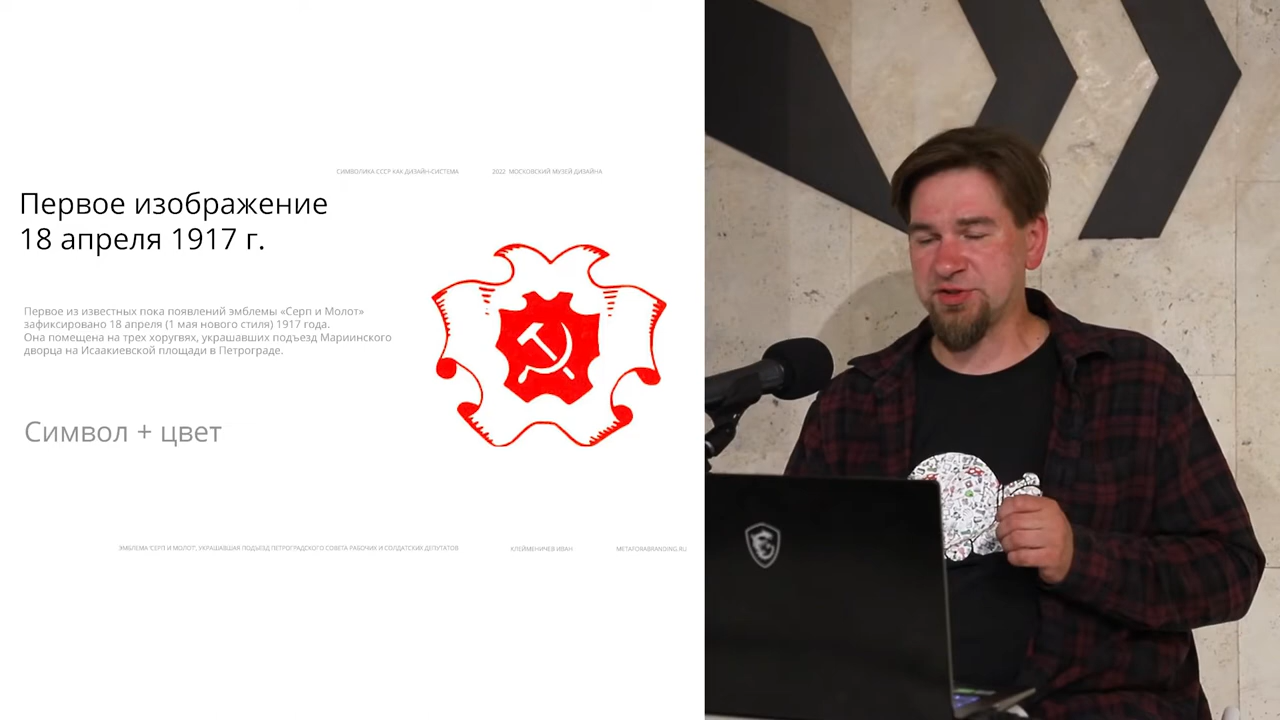 СИМВОЛИКА СССР КАК ДИЗАЙН-СИСТЕМА
2022 МОСКОВСКИЙ МУЗЕЙ ДИЗАЙНА
Первое изображение
18 апреля 1917 г.
Первое из известных пока появлений эмблемы «Серп и Молот»
зафиксировано 18 апреля (1 мая нового стиля) 1917 года.
Она помещена на трех хоругвях, украшавших подъезд Мариинского
дворца на Исаакиевской площади в Петрограде.
Символ + цвет
ЭМБЛЕМА 'СЕРП И МОЛОТ', УКРАШАВШАЯ ПОДЪЕЗД ПЕТРОГРАДСКОГО СОВЕТА РАБОЧИХ И СОЛДАТСКИХ ДЕПУТАТОВ
КЛЕЙМЕНИЧЕВ ИВАН
METAFORABRANDING.RU